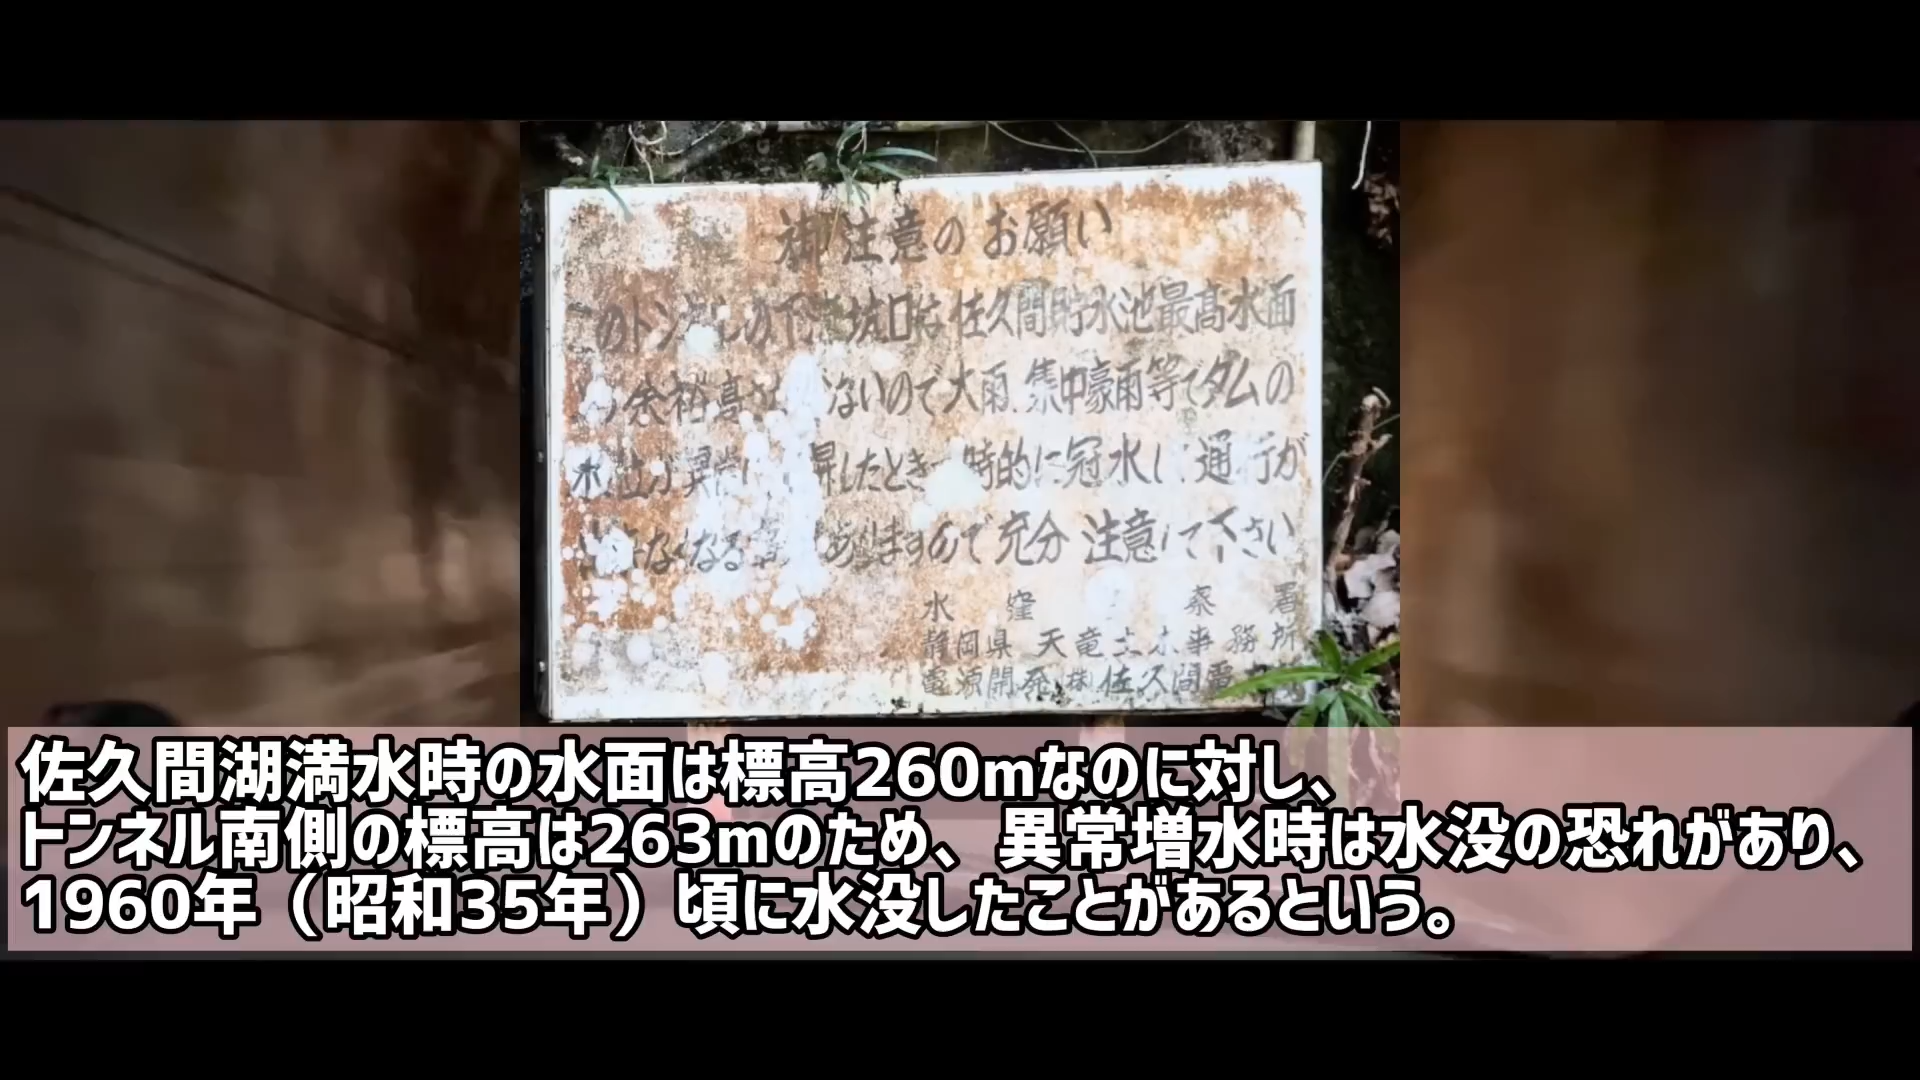 御注意のお願い
のトン ルの下 坑口は佐久間貯水池最高水面
余裕高 ないので大雨、集中豪雨等でダムの
水位が異常に 昇したとき 時的に冠水し 通行が
なくなる事 ありますので充分注意して下さい
水窪 察署
静岡県天竜土木事務所
電源開発(株)佐久間電
佐久間湖満水時の水面は標高260mなのに対し、
トンネル南側の標高は263mのため、異常増水時は水没の恐れがあり、
1960年（昭和35年）頃に水没したことがあるという。